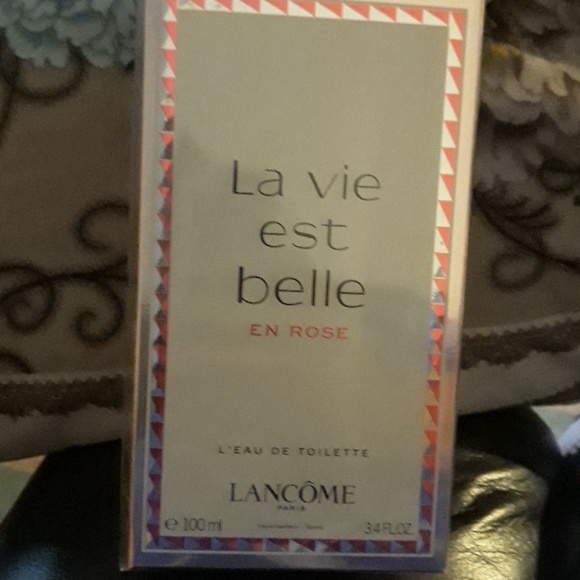 La vie
est
belle
EN ROSE
L'EAU DE TOILETTE
LANCÔME
PARIS
℮ 100 ml 3.4 FL.OZ.